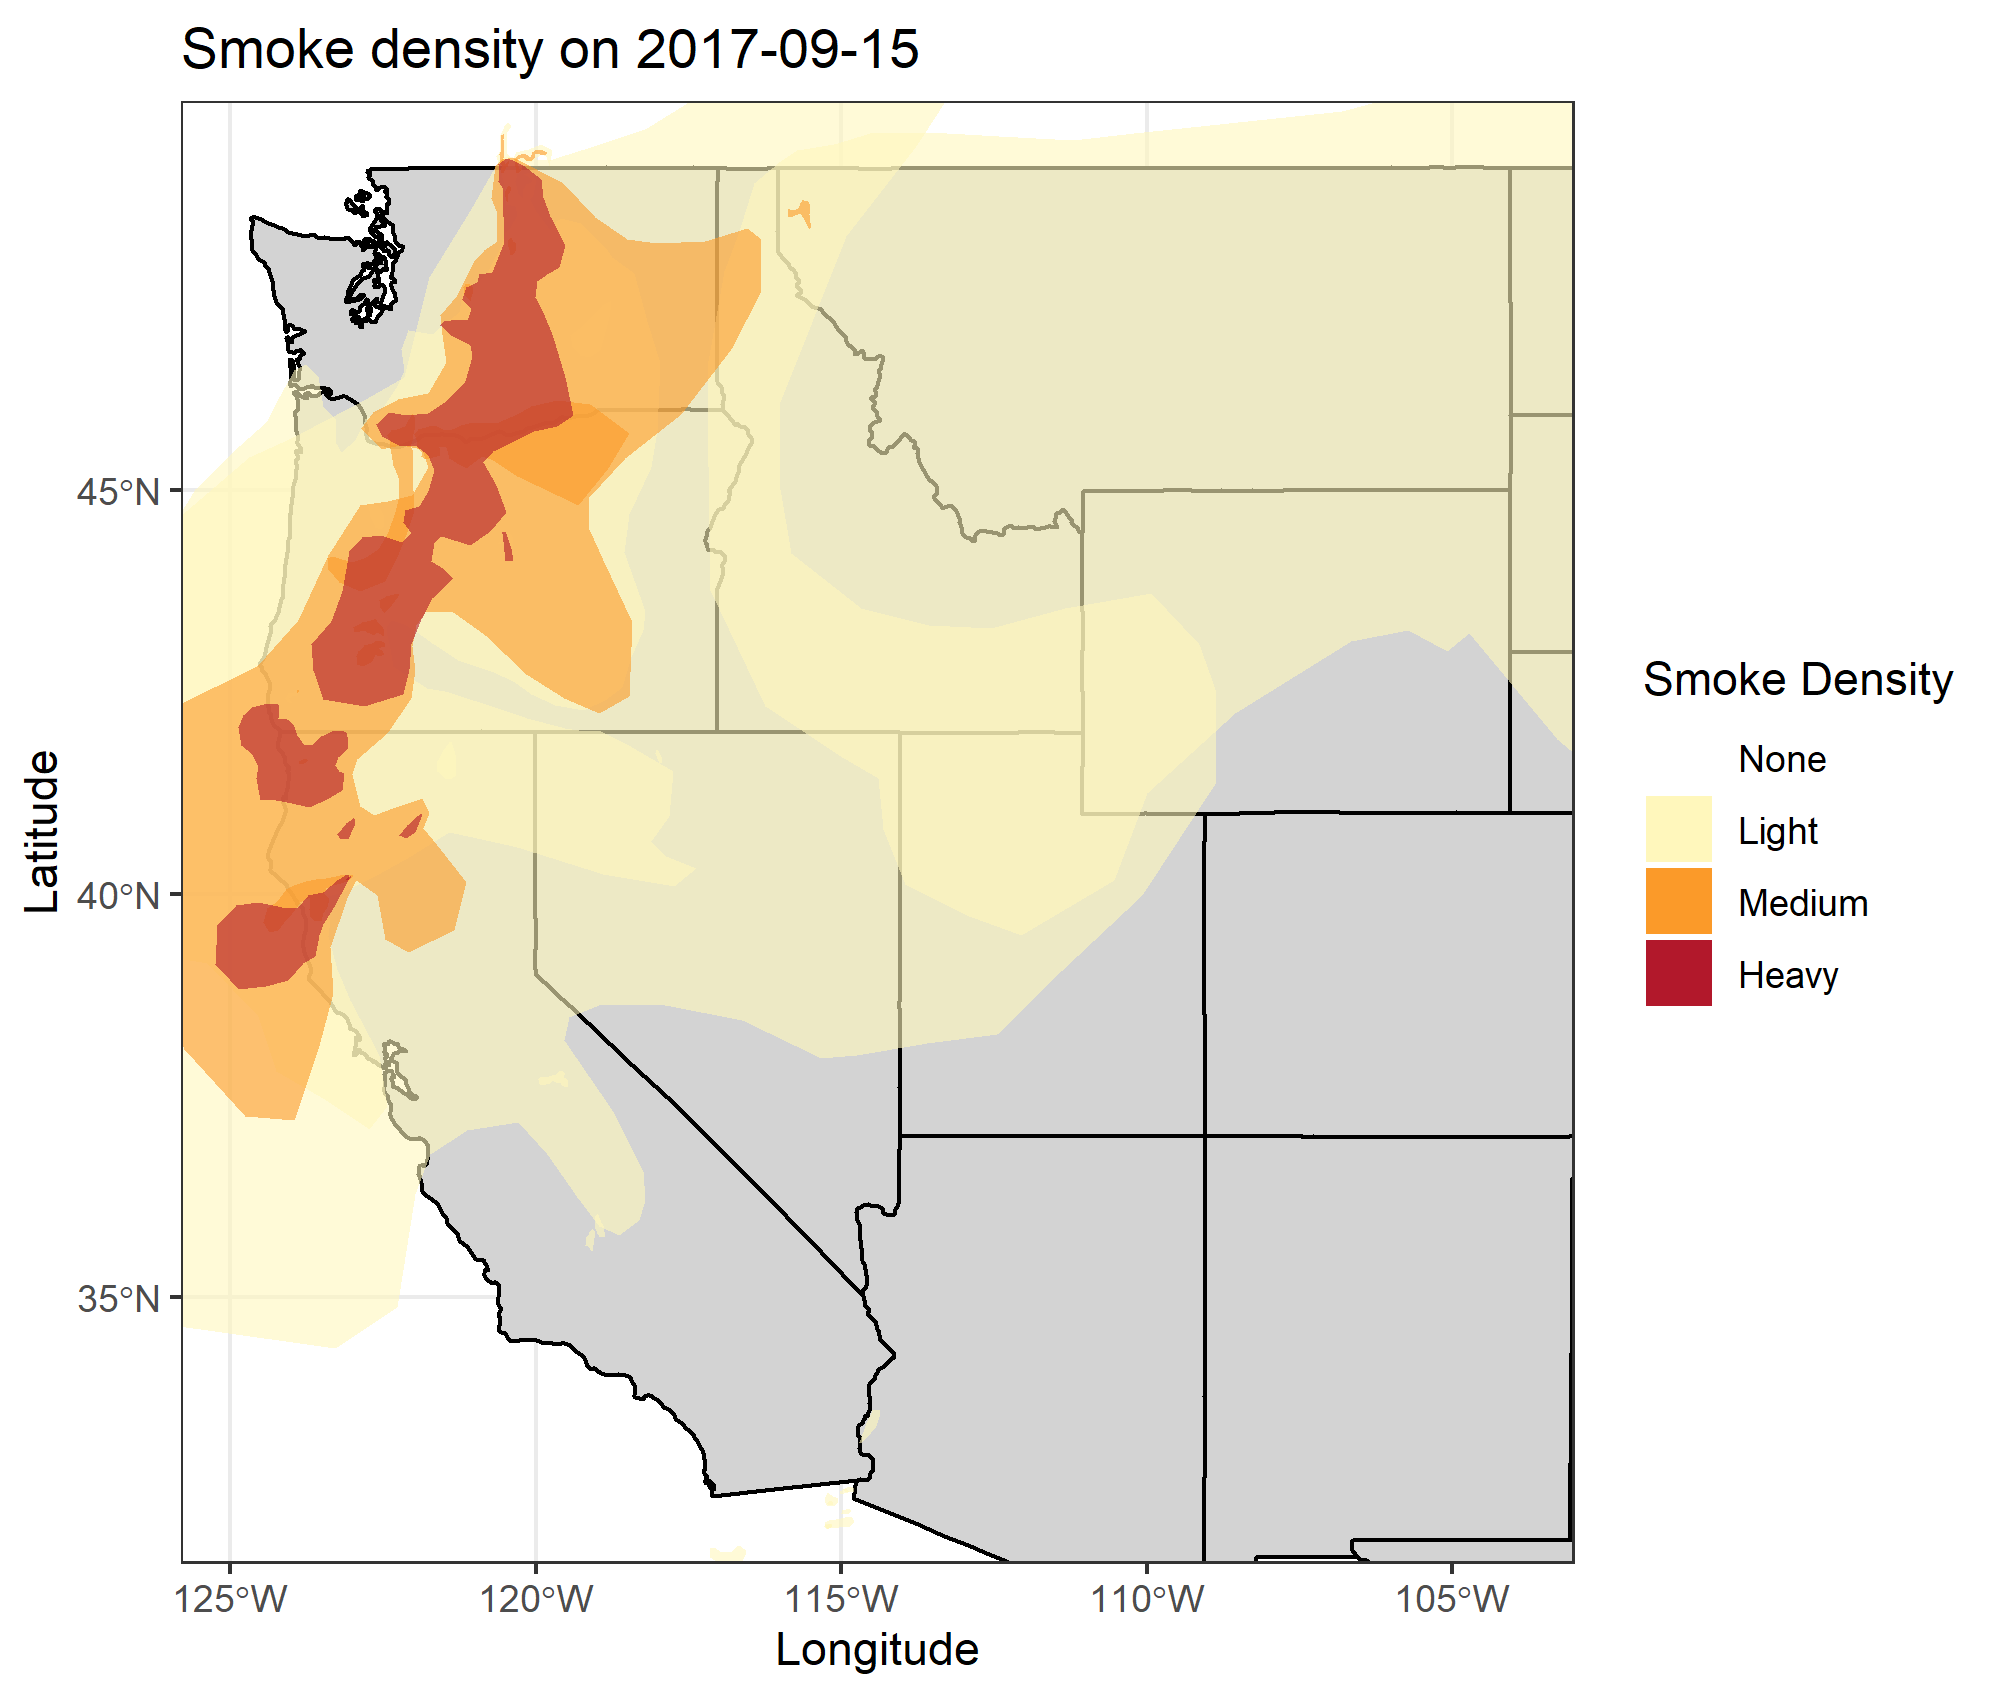 Smoke density on 2017-09-15
45°N
40°N
35°N
Latitude
125°W 120°W 115°W 110°W 105°W
Longitude
Smoke Density
None
Light
Medium
Heavy